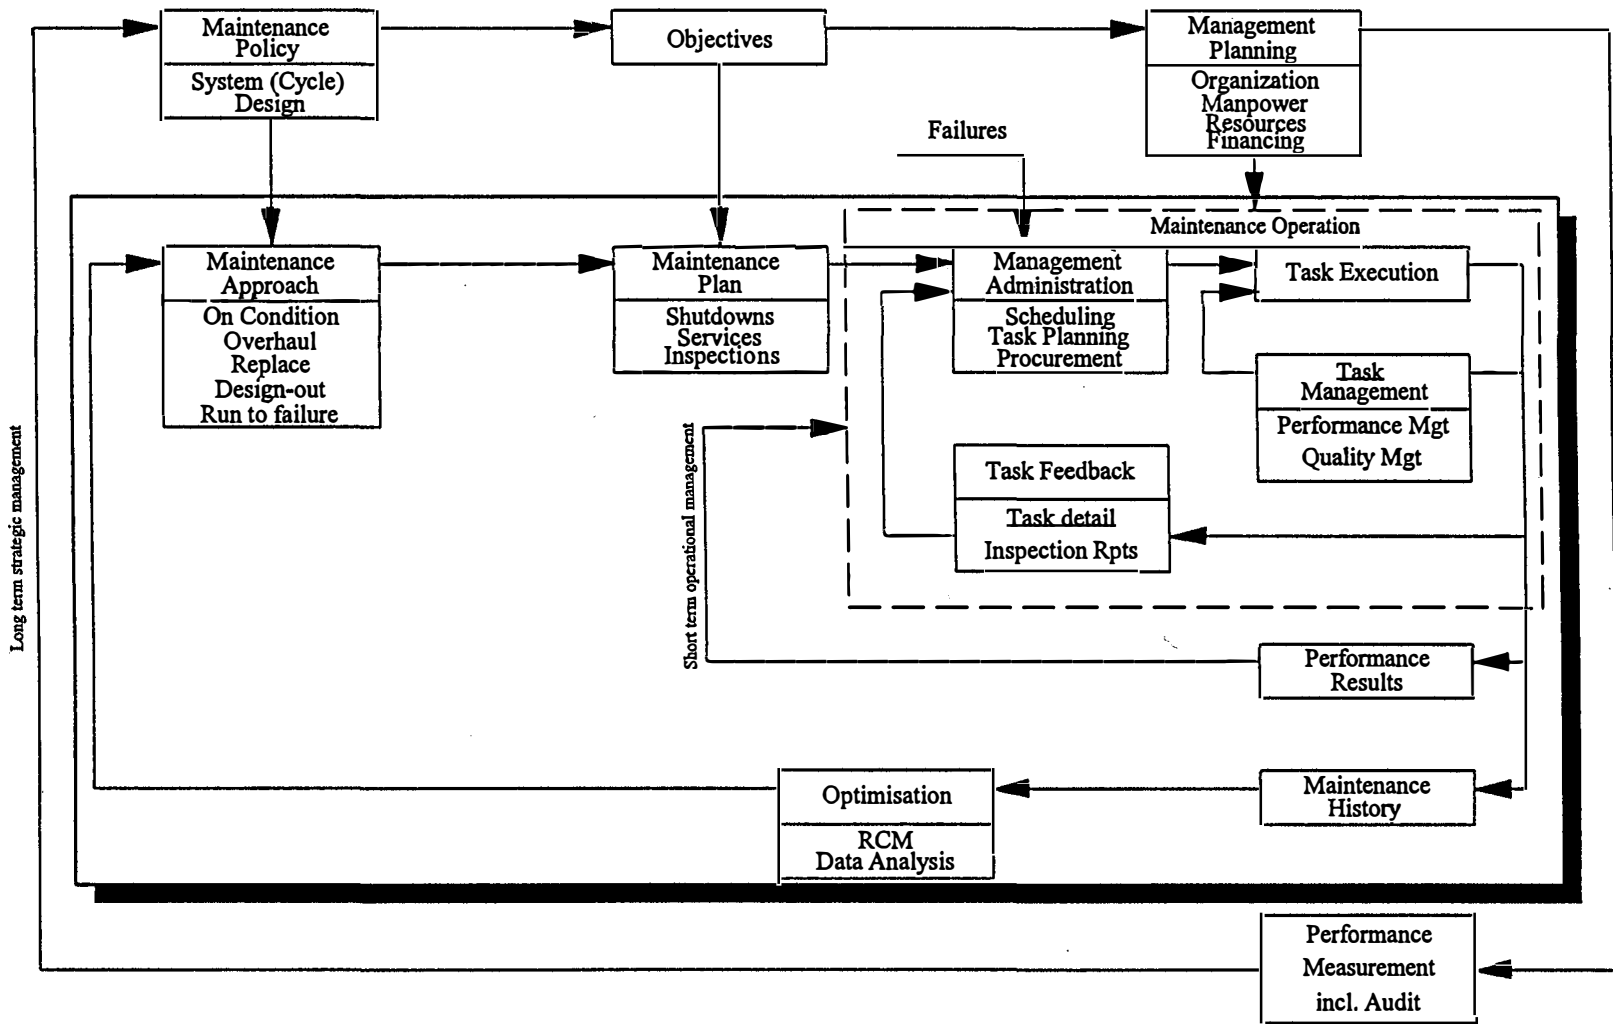 Maintenance
Policy
System (Cycle)
Design
Objectives
Management
Planning
Organization
Manpower
Resources
Financing
Failures
Maintenance Operation
Maintenance
Approach
On Condition
Overhaul
Replace
Design-out
Run to failure
Maintenance
Plan
Shutdowns
Services
Inspections
Management
Administration
Scheduling
Task Planning
Procurement
Task Execution
Task
Management
Performance Mgt
Quality Mgt
Task Feedback
Task detail
Inspection Rpts
Long term strategic management
Short term operational management
Performance
Results
Optimisation
RCM
Data Analysis
Maintenance
History
Performance
Measurement
incl. Audit